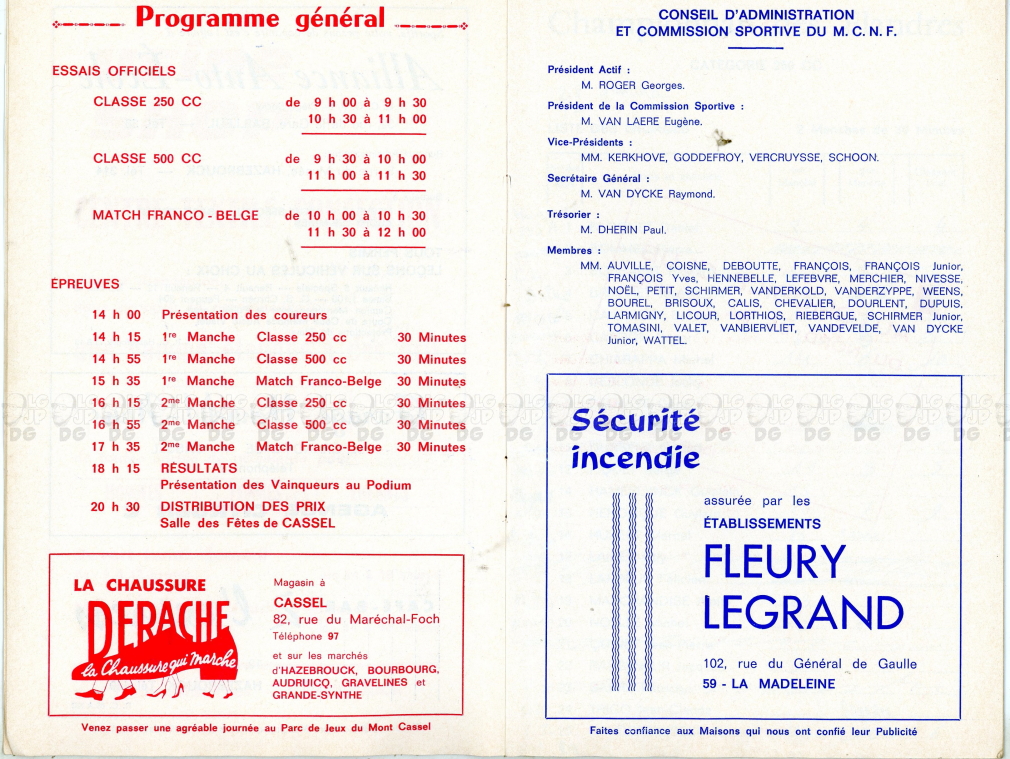 Programme général
ESSAIS OFFICIELS
CLASSE 250 CC de 9 h 00 à 9 h 30
10 h 30 à 11 h 00
CLASSE 500 CC de 9 h 30 à 10 h 00
11 h 00 à 11 h 30
MATCH FRANCO - BELGE de 10 h 00 à 10 h 30
11 h 30 à 12 h 00
ÉPREUVES
14 h 00 Présentation des coureurs
14 h 15 1re Manche Classe 250 cc 30 Minutes
14 h 55 1re Manche Classe 500 cc 30 Minutes
15 h 35 1re Manche Match Franco-Belge 30 Minutes
16 h 15 2me Manche Classe 250 cc 30 Minutes
16 h 55 2me Manche Classe 500 cc 30 Minutes
17 h 35 2me Manche Match Franco-Belge 30 Minutes
18 h 15 RÉSULTATS
Présentation des Vainqueurs au Podium
20 h 30 DISTRIBUTION DES PRIX
Salle des Fêtes de CASSEL
LA CHAUSSURE
DERACHE
la Chaussure qui Marche
Magasin à
CASSEL
82, rue du Maréchal-Foch
Téléphone 97
et sur les marchés
d'HAZEBROUCK, BOURBOURG,
AUDRUICQ, GRAVELINES et
GRANDE-SYNTHE
Venez passer une agréable journée au Parc de Jeux du Mont Cassel
CONSEIL D'ADMINISTRATION
ET COMMISSION SPORTIVE DU M. C. N. F.
Président Actif :
M. ROGER Georges.
Président de la Commission Sportive :
M. VAN LAERE Eugène.
Vice-Présidents :
MM. KERKHOVE, GODDEFROY, VERCRUYSSE, SCHOON.
Secrétaire Général :
M. VAN DYCKE Raymond.
Trésorier :
M. DHERIN Paul.
Membres :
MM. AUVILLE, COISNE, DEBOUTTE, FRANÇOIS, FRANÇOIS Junior,
FRANÇOIS Yves, HENNEBELLE, LEFEBVRE, MERCHIER, NIVESSE,
NOËL, PETIT, SCHIRMER, VANDERKOLD, VANDERZYPPE, WEENS,
BOUREL, BRISOUX, CALIS, CHEVALIER, DOURLENT, DUPUIS,
LARMIGNY, LICOUR, LORTHIOS, RIEBERGUE, SCHIRMER Junior,
TOMASINI, VALET, VANBIERVLIET, VANDEVELDE, VAN DYCKE
Junior, WATTEL.
Sécurité
incendie
assurée par les
ÉTABLISSEMENTS
FLEURY
LEGRAND
102, rue du Général de Gaulle
59 - LA MADELEINE
Faites confiance aux Maisons qui nous ont confié leur Publicité